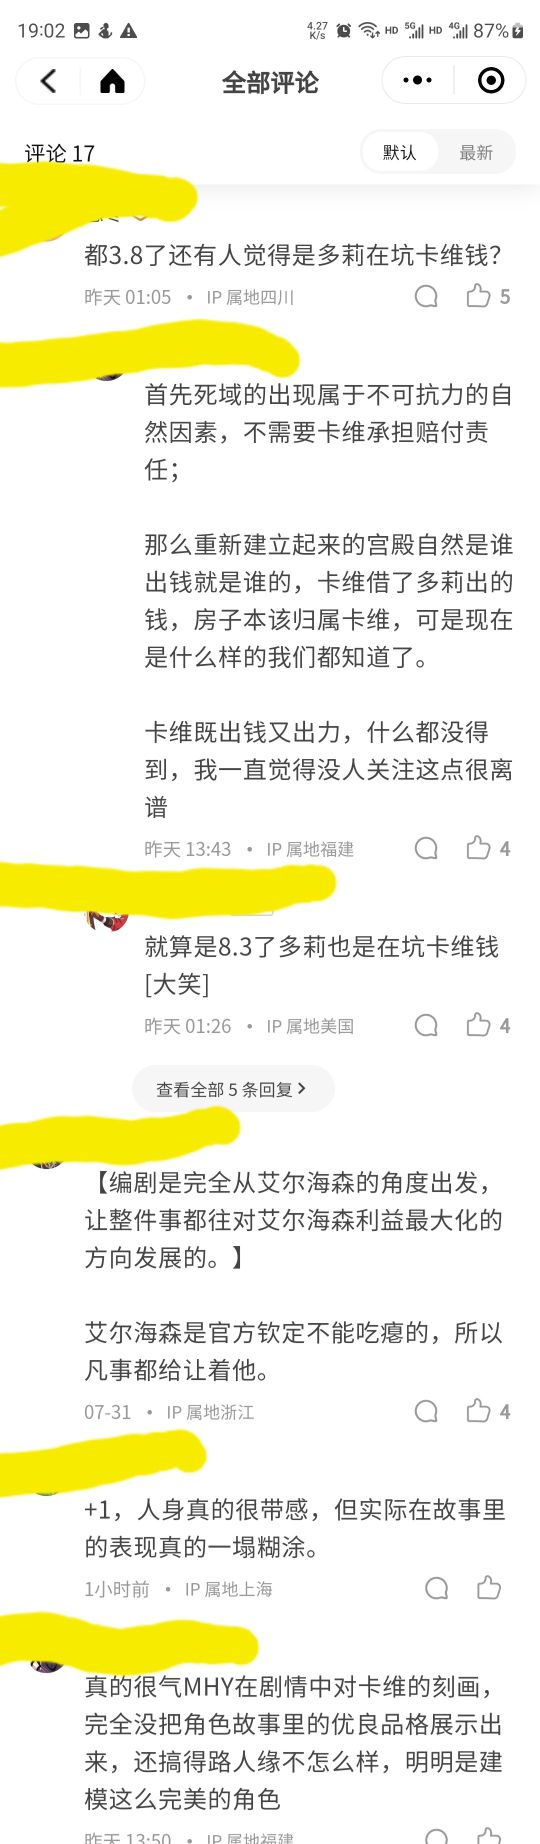 19:02
4.27 K/s
HD 5G HD 4G 87%
全部评论
评论 17
默认 最新
都3.8了还有人觉得是多莉在坑卡维钱?
昨天 01:05 • IP 属地四川 5
首先死域的出现属于不可抗力的自
然因素，不需要卡维承担赔付责
任；
那么重新建立起来的宫殿自然是谁
出钱就是谁的，卡维借了多莉出的
钱，房子本该归属卡维，可是现在
是什么样的我们都知道了。
卡维既出钱又出力，什么都没得
到，我一直觉得没人关注这点很离
谱
昨天 13:43 • IP 属地福建 4
就算是8.3了多莉也是在坑卡维钱
[大笑]
昨天 01:26 • IP 属地美国 4
查看全部 5 条回复
【编剧是完全从艾尔海森的角度出发，
让整件事都往对艾尔海森利益最大化的
方向发展的。】
艾尔海森是官方钦定不能吃瘪的，所以
凡事都给让着他。
07-31 • IP 属地浙江 4
+1，人身真的很带感，但实际在故事里
的表现真的一塌糊涂。
1小时前 • IP 属地上海
真的很气MHY在剧情中对卡维的刻画，
完全没把角色故事里的优良品格展示出
来，还搞得路人缘不怎么样，明明是建
模这么完美的角色
昨天 13:50 • IP 属地福建